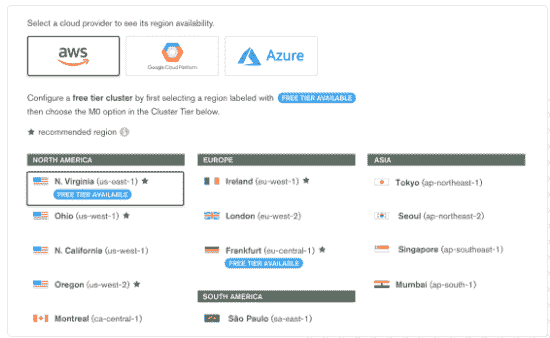 Select a cloud provider to see its region availability.
aws
Google Cloud Platform
Azure
Configure a free tier cluster by first selecting a region labeled with FREE TIER AVAILABLE
then choose the M0 option in the Cluster Tier below.
★ recommended region
NORTH AMERICA
N. Virginia (us-east-1) ★
FREE TIER AVAILABLE
Ohio (us-west-1) ★
N. California (us-west-1)
Oregon (us-west-2) ★
Montreal (ca-central-1)
EUROPE
Ireland (eu-west-1) ★
London (eu-west-2)
Frankfurt (eu-central-1) ★
FREE TIER AVAILABLE
SOUTH AMERICA
São Paulo (sa-east-1)
ASIA
Tokyo (ap-northeast-1)
Seoul (ap-northeast-2)
Singapore (ap-southeast-1)
Mumbai (ap-south-1)